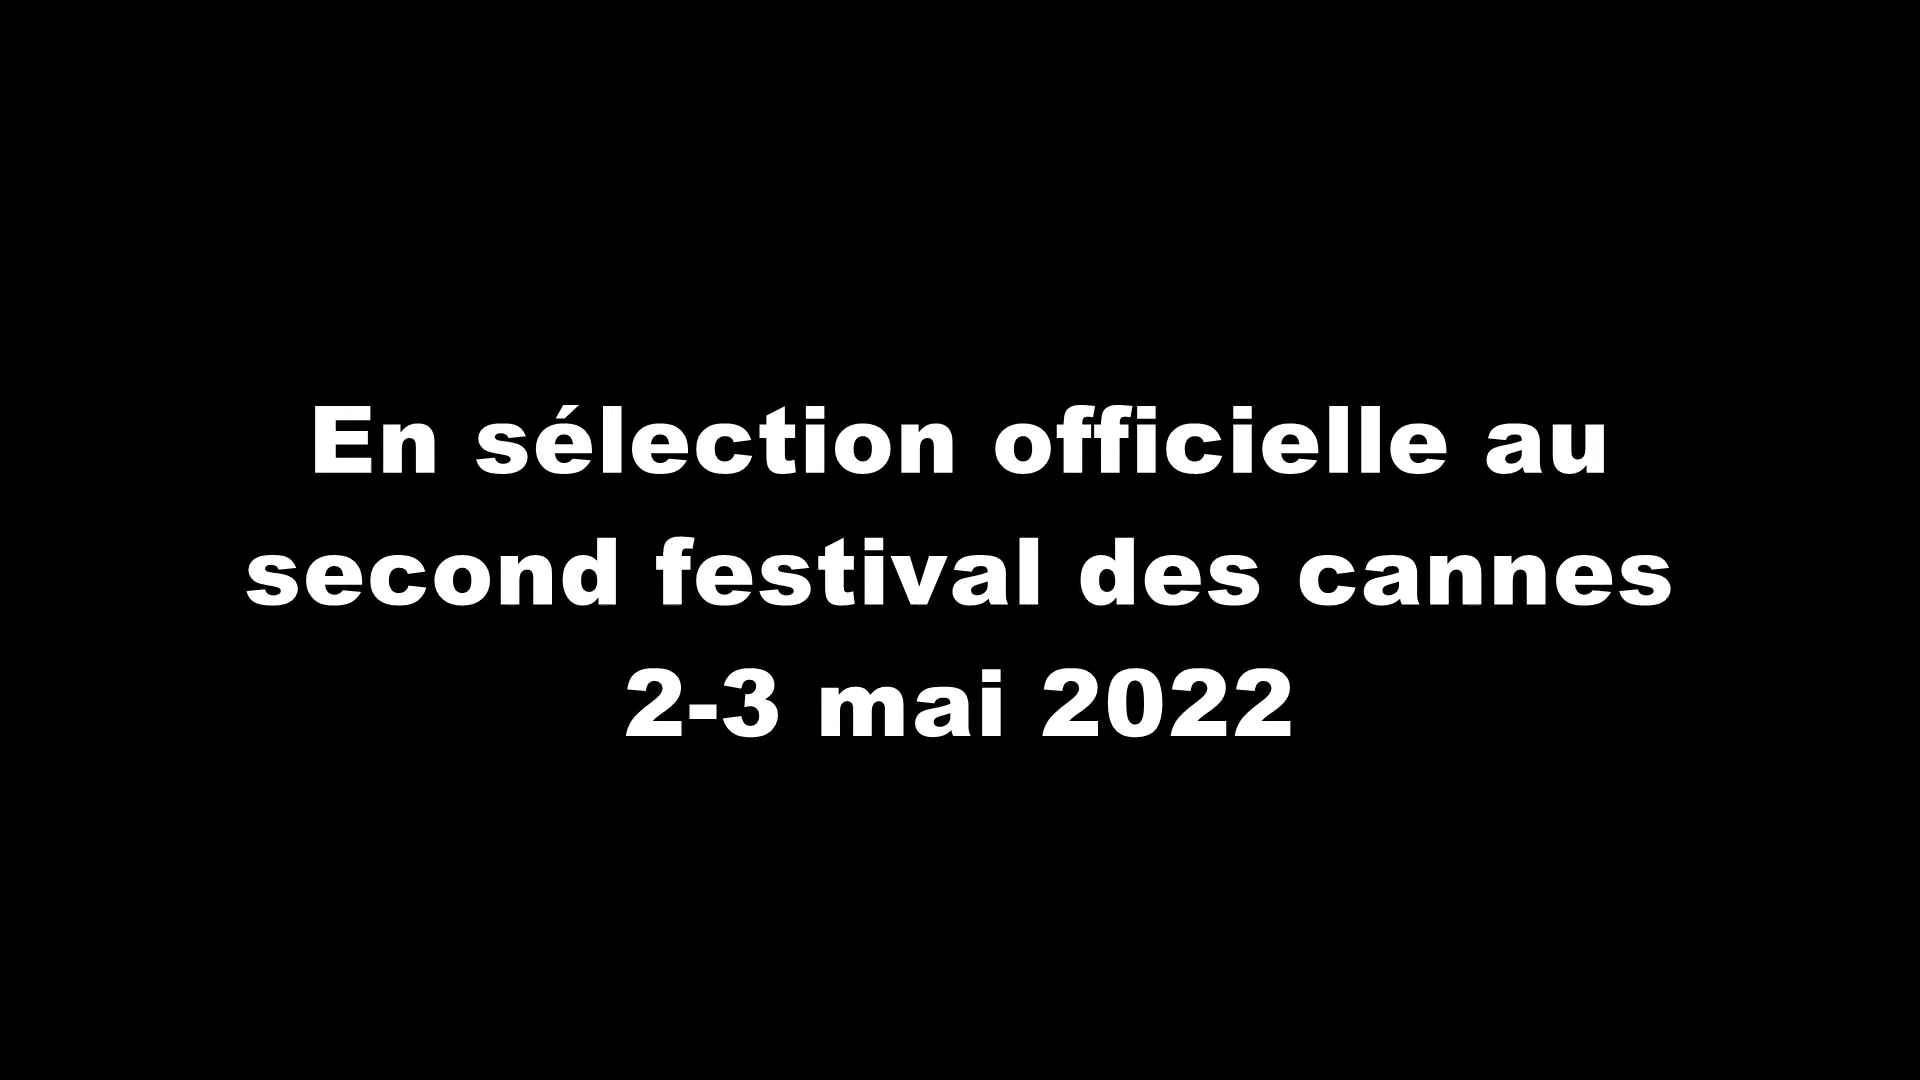 En sélection officielle au
second festival des cannes
2-3 mai 2022